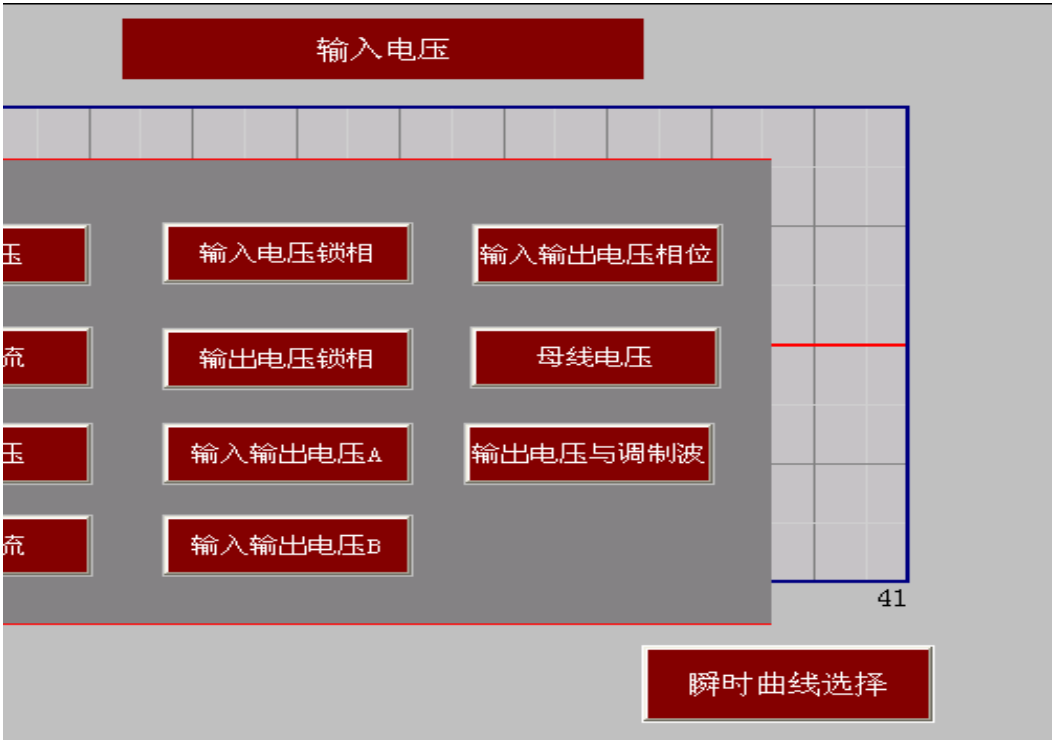 输入电压
压 输入电压锁相 输入输出电压相位
流 输出电压锁相 母线电压
压 输入输出电压A 输出电压与调制波
流 输入输出电压B
41
瞬时曲线选择